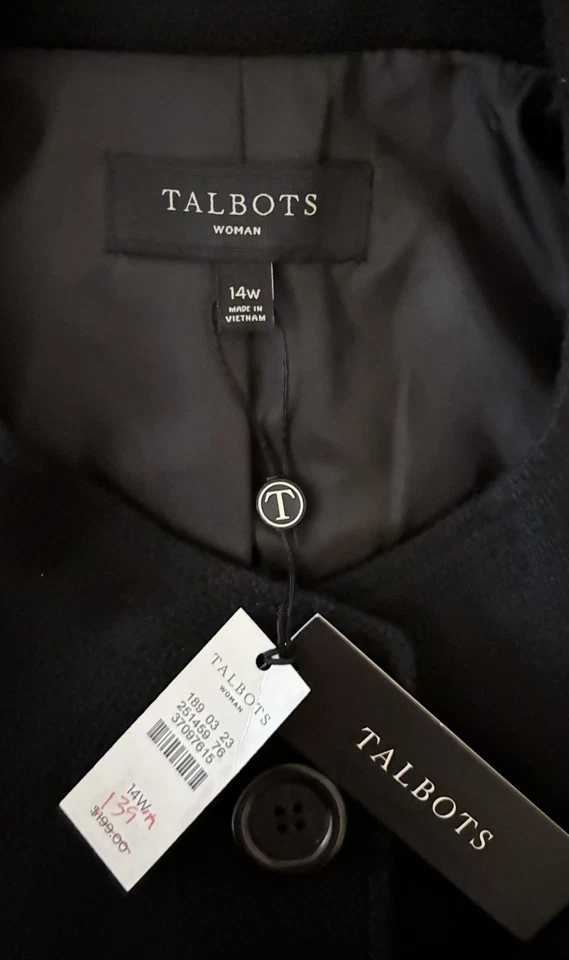 TALBOTS
WOMAN
14W
MADE IN
VIETNAM
T
TALBOTS
WOMAN
189 03 23
251459 76
37097615
14W
139
$199.00
TALBOTS